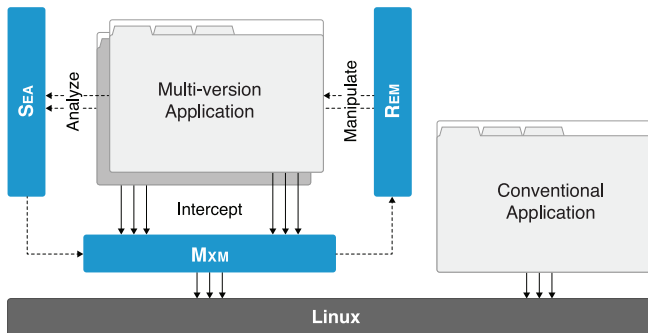 SEA
Analyze
Multi-version
Application
Manipulate
REM
Conventional
Application
Intercept
MXM
Linux